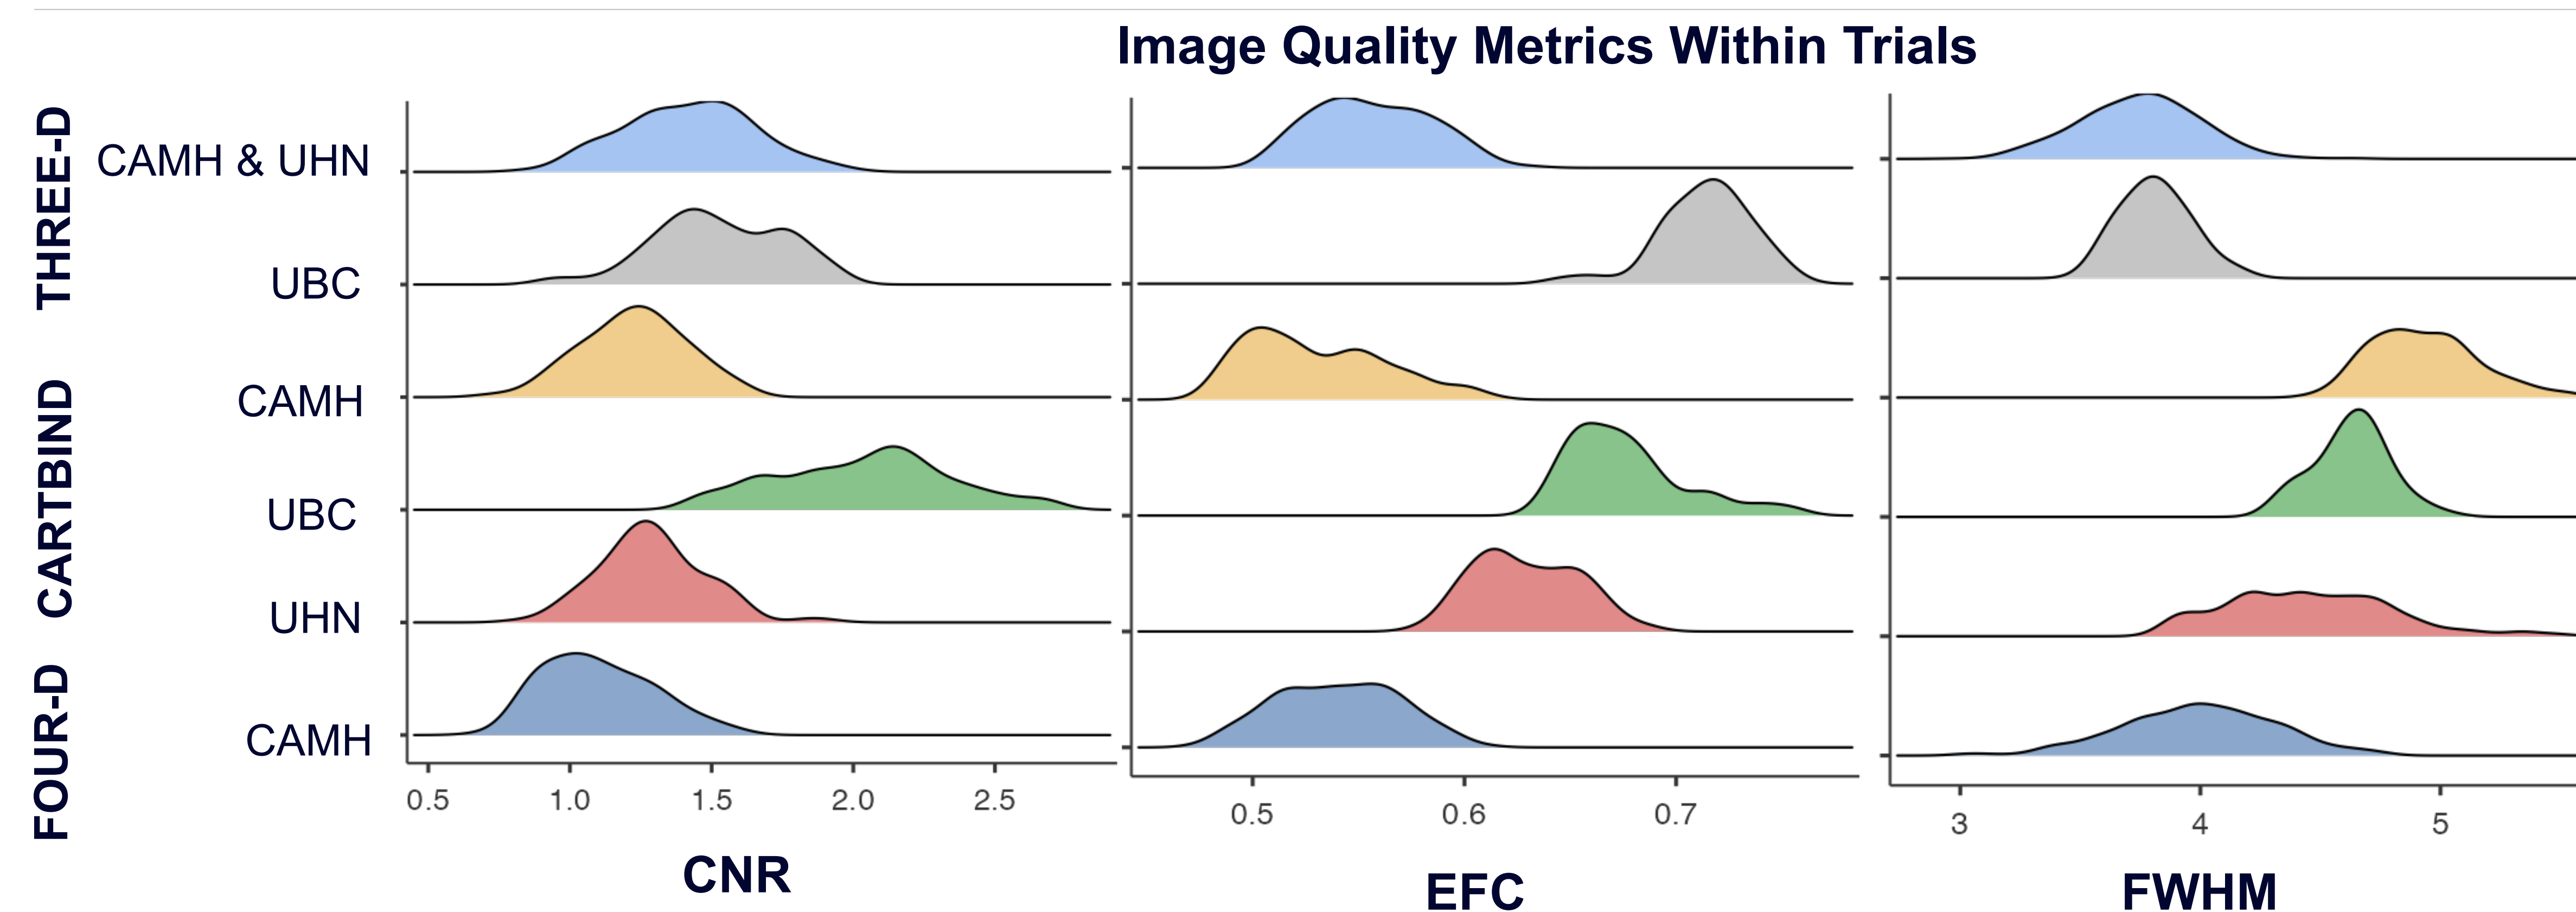 Image Quality Metrics Within Trials
THREE-D
CAMH & UHN
UBC
CARTBIND
CAMH
UBC
UHN
FOUR-D
CAMH
0.5 1.0 1.5 2.0 2.5
CNR
0.5 0.6 0.7
EFC
3 4 5
FWHM